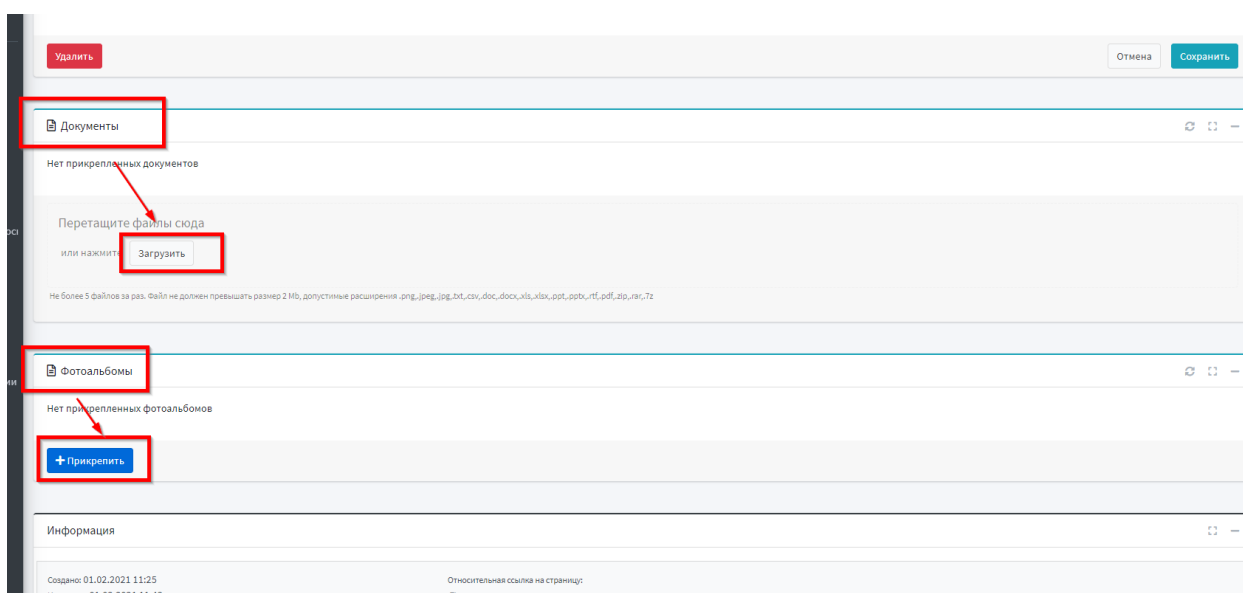 Удалить
Отмена
Сохранить
Документы
Нет прикрепленных документов
Перетащите файлы сюда
или нажмите Загрузить
Не более 5 файлов за раз. Файл не должен превышать размер 2 Mb, допустимые расширения .png,.jpeg,.jpg,.txt,.csv,.doc,.docx,.xls,.xlsx,.ppt,.pptx,.rtf,.pdf,.zip,.rar,.7z
Фотоальбомы
Нет прикрепленных фотоальбомов
Прикрепить
Информация
Создано: 01.02.2021 11:25
Относительная ссылка на страницу: